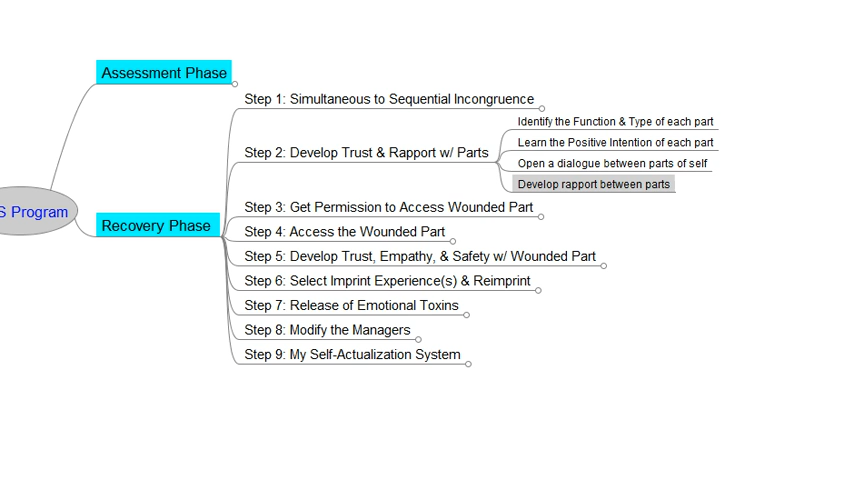 Assessment Phase
Step 1: Simultaneous to Sequential Incongruence
Identify the Function & Type of each part
Learn the Positive Intention of each part
Step 2: Develop Trust & Rapport w/ Parts
Open a dialogue between parts of self
Develop rapport between parts
S Program
Recovery Phase
Step 3: Get Permission to Access Wounded Part
Step 4: Access the Wounded Part
Step 5: Develop Trust, Empathy, & Safety w/ Wounded Part
Step 6: Select Imprint Experience(s) & Reimprint
Step 7: Release of Emotional Toxins
Step 8: Modify the Managers
Step 9: My Self-Actualization System